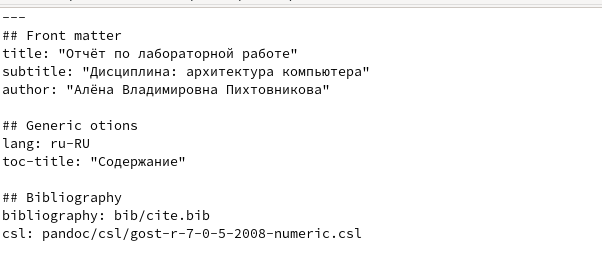 ---
## Front matter
title: "Отчёт по лабораторной работе"
subtitle: "Дисциплина: архитектура компьютера"
author: "Алёна Владимировна Пихтовникова"
## Generic otions
lang: ru-RU
toc-title: "Содержание"
## Bibliography
bibliography: bib/cite.bib
csl: pandoc/csl/gost-r-7-0-5-2008-numeric.csl